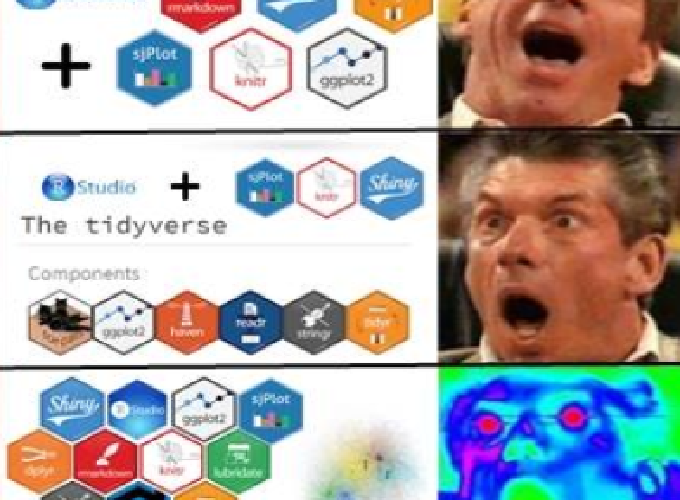 rmarkdown
sjPlot
knitr
ggplot2
R Studio
sjPlot
knitr
Shiny
The tidyverse
Components
ggplot2
haven
readr
stringr
tidyr
Shiny
R Studio
ggplot2
sjPlot
dplyr
rmarkdown
knitr
lubridate